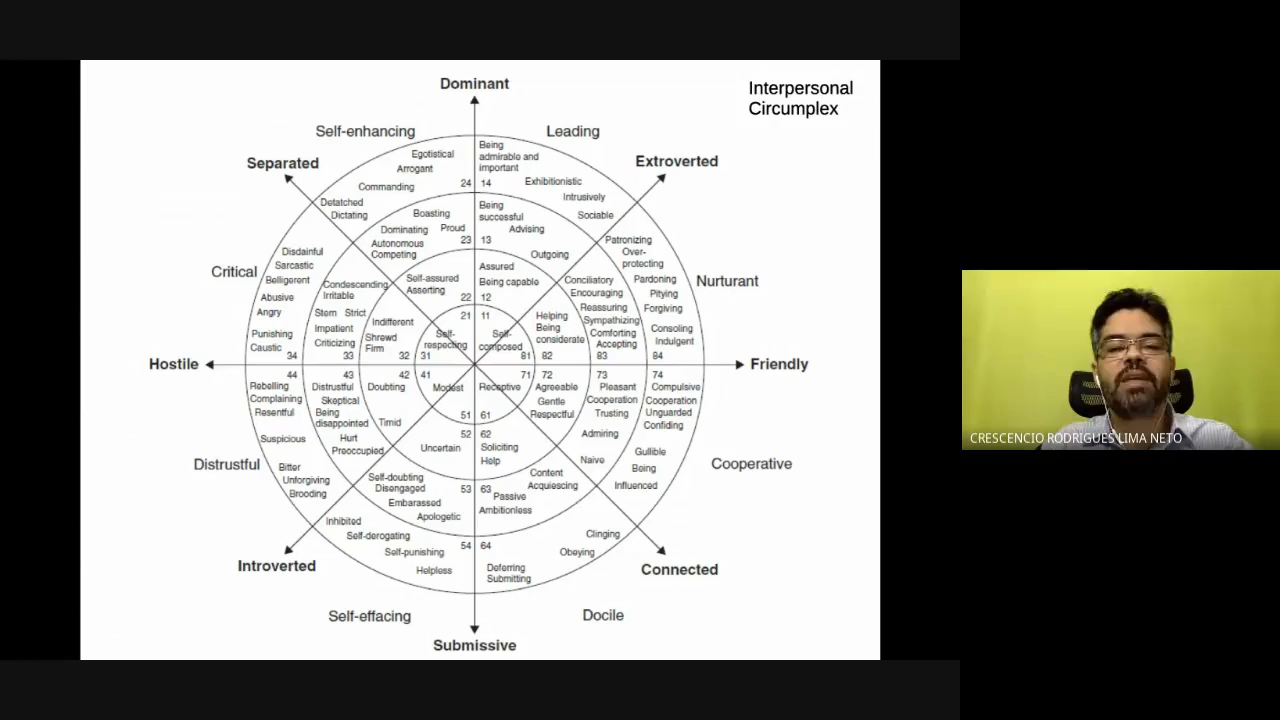 Dominant
Interpersonal
Circumplex
Self-enhancing
Leading
Separated
Extroverted
Egotistical
Arrogant
Commanding
24
Detatched
Dictating
Being
admirable and
important
14
Exhibitionistic
Intrusively
Sociable
Boasting
Dominating
Proud
Autonomous
Competing
23
Being
successful
Advising
13
Outgoing
Patronizing
Over-
protecting
Critical
Nurturant
Disdainful
Sarcastic
Belligerent
Abusive
Angry
Punishing
Caustic
34
Condescending
Irritable
Stern Strict
Impatient
Criticizing
33
Self-assured
Asserting
22
Assured
Being capable
12
Indifferent
Shrewd
Firm
32
21
Self-
respecting
31
11
Self-
composed
81
Helping
Being
considerate
82
Conciliatory
Encouraging
Reassuring
Sympathizing
Comforting
Accepting
83
Pardoning
Pitying
Forgiving
Consoling
Indulgent
84
Hostile
Friendly
44
Rebelling
Complaining
Resentful
Suspicious
Bitter
Unforgiving
Brooding
43
Distrustful
Skeptical
Being
disappointed
Hurt
Preoccupied
42
Doubting
Timid
41
Modest
51
71
Receptive
61
72
Agreeable
Gentle
Respectful
73
Pleasant
Cooperation
Trusting
Admiring
Naive
74
Compulsive
Cooperation
Unguarded
Confiding
Gullible
Being
Influenced
Distrustful
Cooperative
52
Uncertain
62
Soliciting
Help
Self-doubting
Disengaged
Embarassed
Apologetic
53
63
Passive
Ambitionless
Content
Acquiescing
Inhibited
Self-derogating
Self-punishing
Helpless
54
64
Deferring
Submitting
Clinging
Obeying
Introverted
Connected
Self-effacing
Docile
Submissive
CRESCENCIO RODRIGUES LIMA NETO